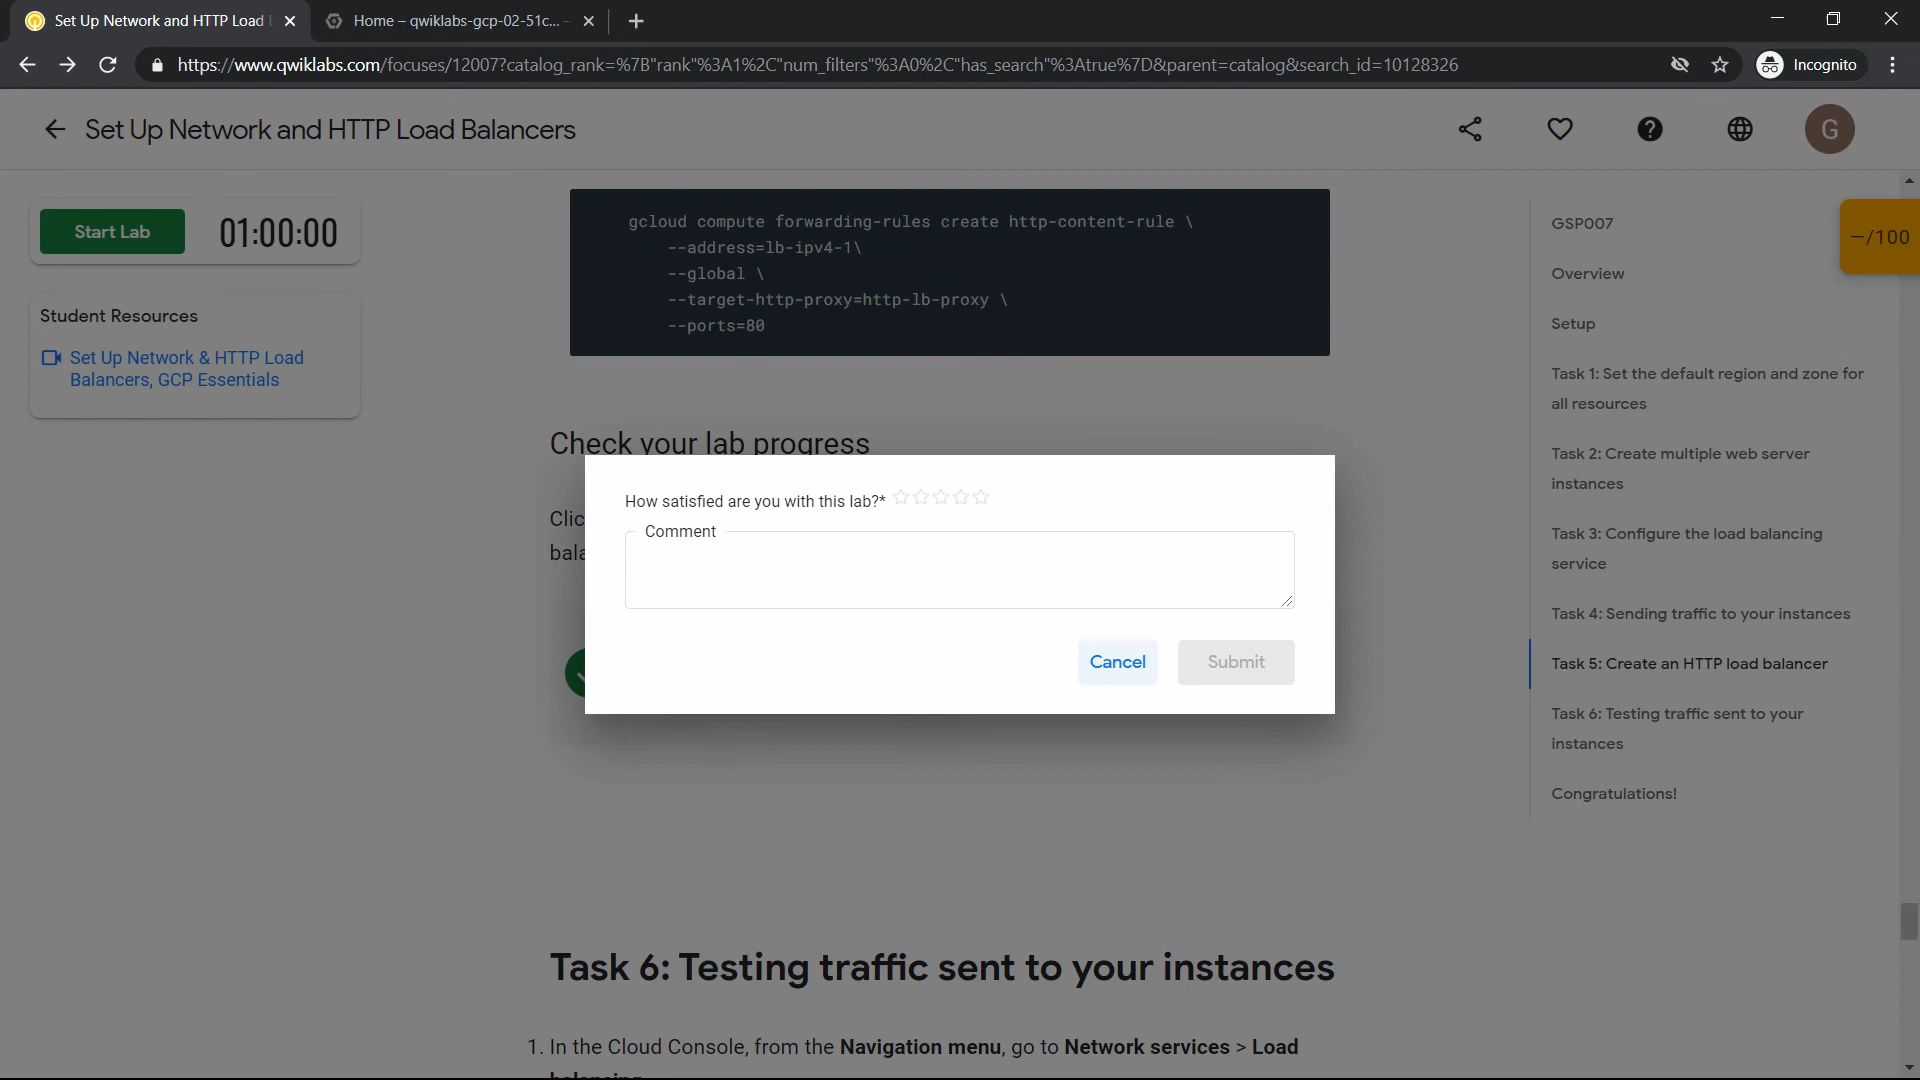 Set Up Network and HTTP Load
Home – qwiklabs-gcp-02-51c...
https://www.qwiklabs.com/focuses/12007?catalog_rank=%7B"rank"%3A1%2C"num_filters"%3A0%2C"has_search"%3Atrue%7D&parent=catalog&search_id=10128326
Incognito
Set Up Network and HTTP Load Balancers
G
Start Lab
01:00:00
Student Resources
Set Up Network & HTTP Load
Balancers, GCP Essentials
gcloud compute forwarding-rules create http-content-rule \
--address=lb-ipv4-1\
--global \
--target-http-proxy=http-lb-proxy \
--ports=80
Check your lab progress
Clic
bala
How satisfied are you with this lab?*
Comment
Cancel
Submit
Task 6: Testing traffic sent to your instances
1. In the Cloud Console, from the Navigation menu, go to Network services > Load
GSP007
Overview
Setup
Task 1: Set the default region and zone for
all resources
Task 2: Create multiple web server
instances
Task 3: Configure the load balancing
service
Task 4: Sending traffic to your instances
Task 5: Create an HTTP load balancer
Task 6: Testing traffic sent to your
instances
Congratulations!
—/100